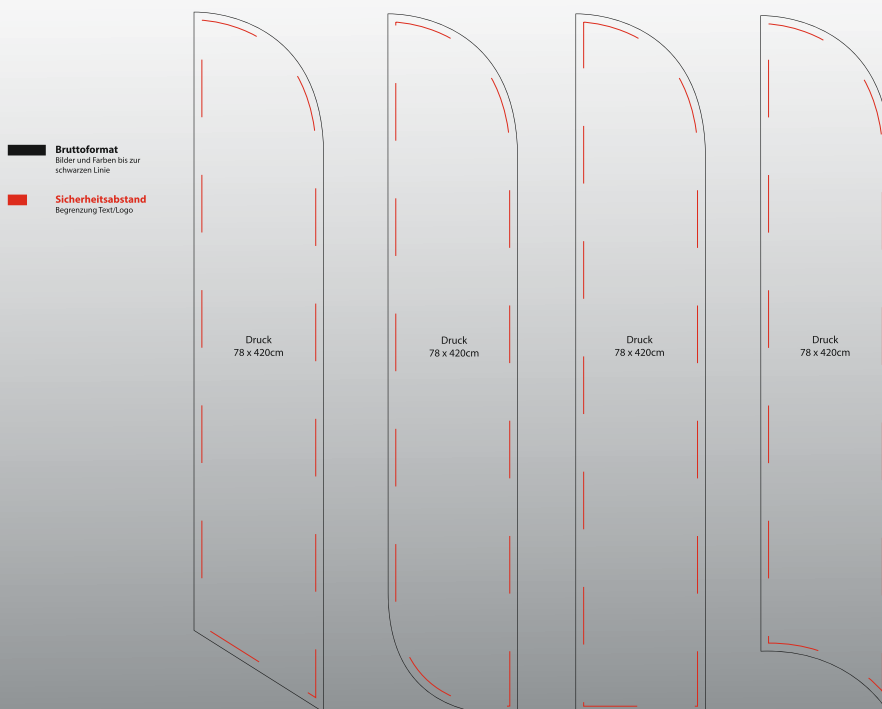 Bruttoformat
Bilder und Farben bis zur
schwarzen Linie
Sicherheitsabstand
Begrenzung Text/Logo
Druck
78 x 420cm
Druck
78 x 420cm
Druck
78 x 420cm
Druck
78 x 420cm